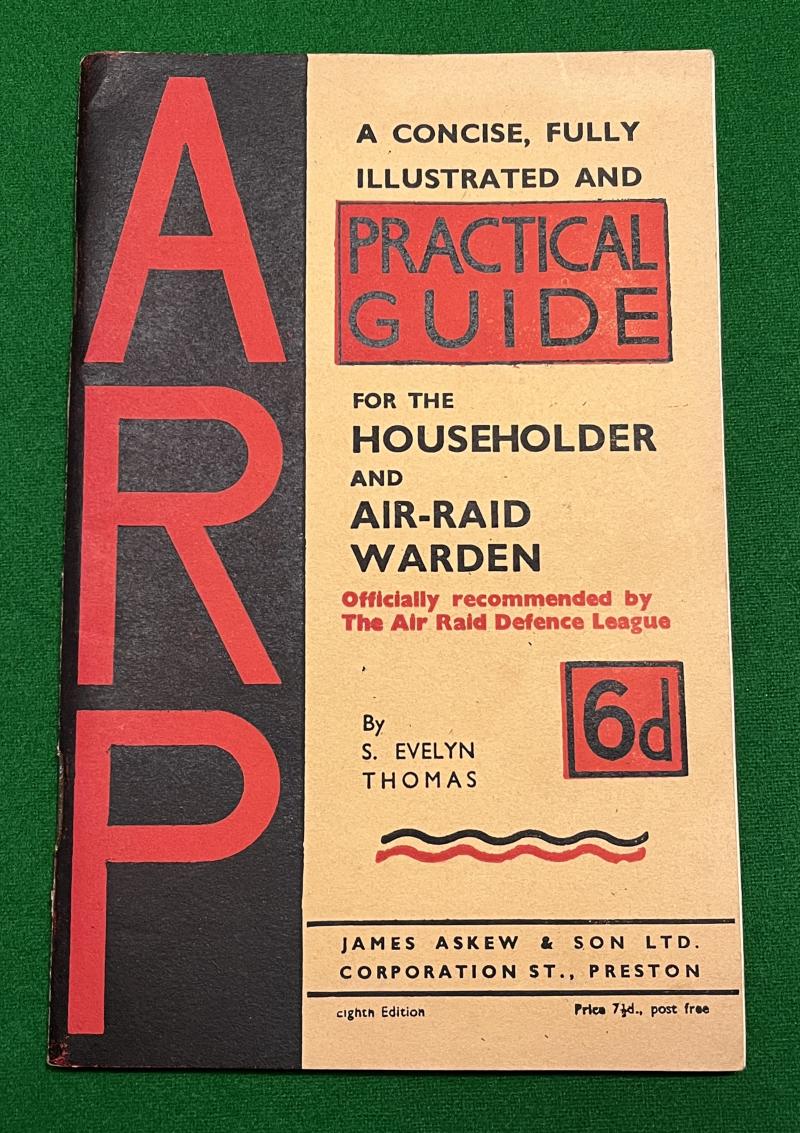 ARP
A CONCISE, FULLY
ILLUSTRATED AND
PRACTICAL
GUIDE
FOR THE
HOUSEHOLDER
AND
AIR-RAID
WARDEN
Officially recommended by
The Air Raid Defence League
6d
By
S. EVELYN
THOMAS
JAMES ASKEW & SON LTD.
CORPORATION ST., PRESTON
Eighth Edition
Price 7½d., post free